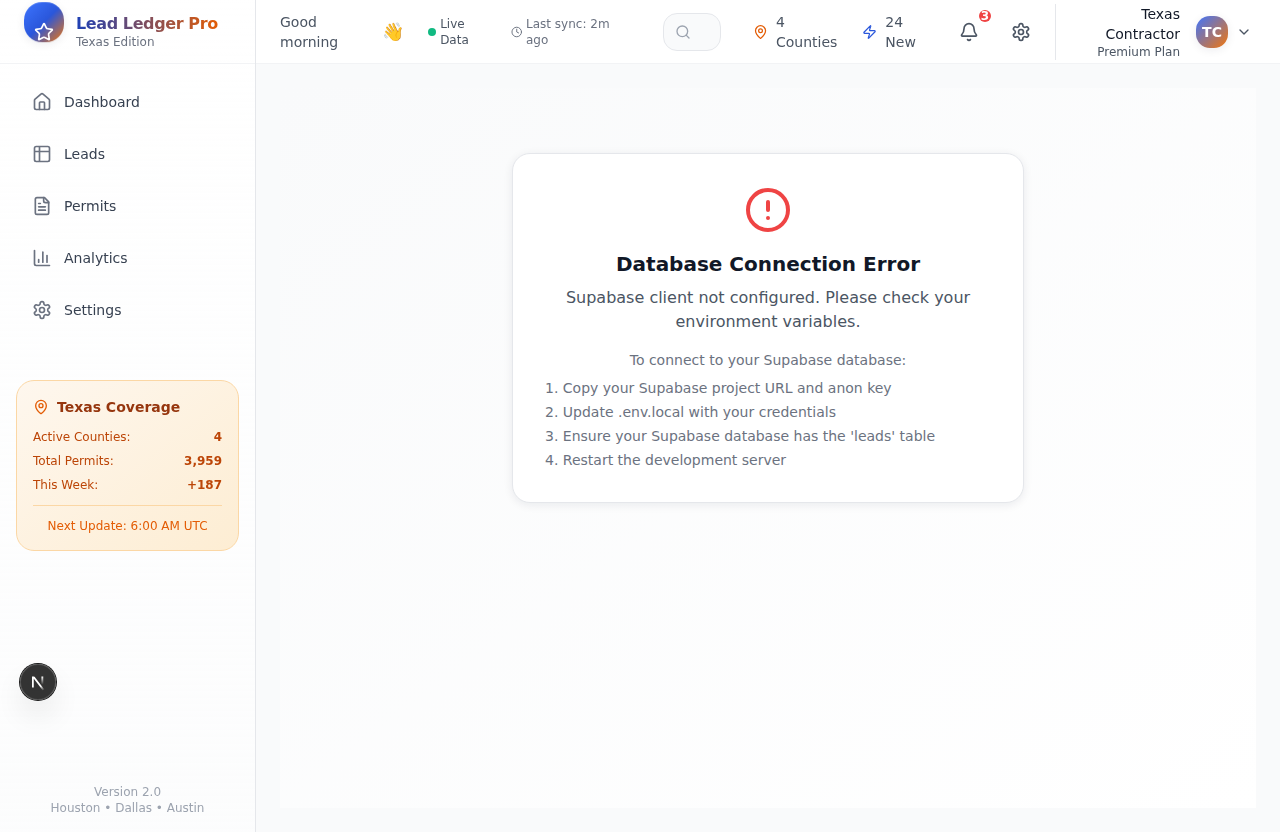 Lead Ledger Pro
Texas Edition
Good
morning
👋
Live
Data
Last sync: 2m
ago
4
Counties
24
New
3
Texas
Contractor
Premium Plan
TC
Dashboard
Leads
Permits
Analytics
Settings
Texas Coverage
Active Counties: 4
Total Permits: 3,959
This Week: +187
Next Update: 6:00 AM UTC
N
Version 2.0
Houston • Dallas • Austin
Database Connection Error
Supabase client not configured. Please check your
environment variables.
To connect to your Supabase database:
1. Copy your Supabase project URL and anon key
2. Update .env.local with your credentials
3. Ensure your Supabase database has the 'leads' table
4. Restart the development server